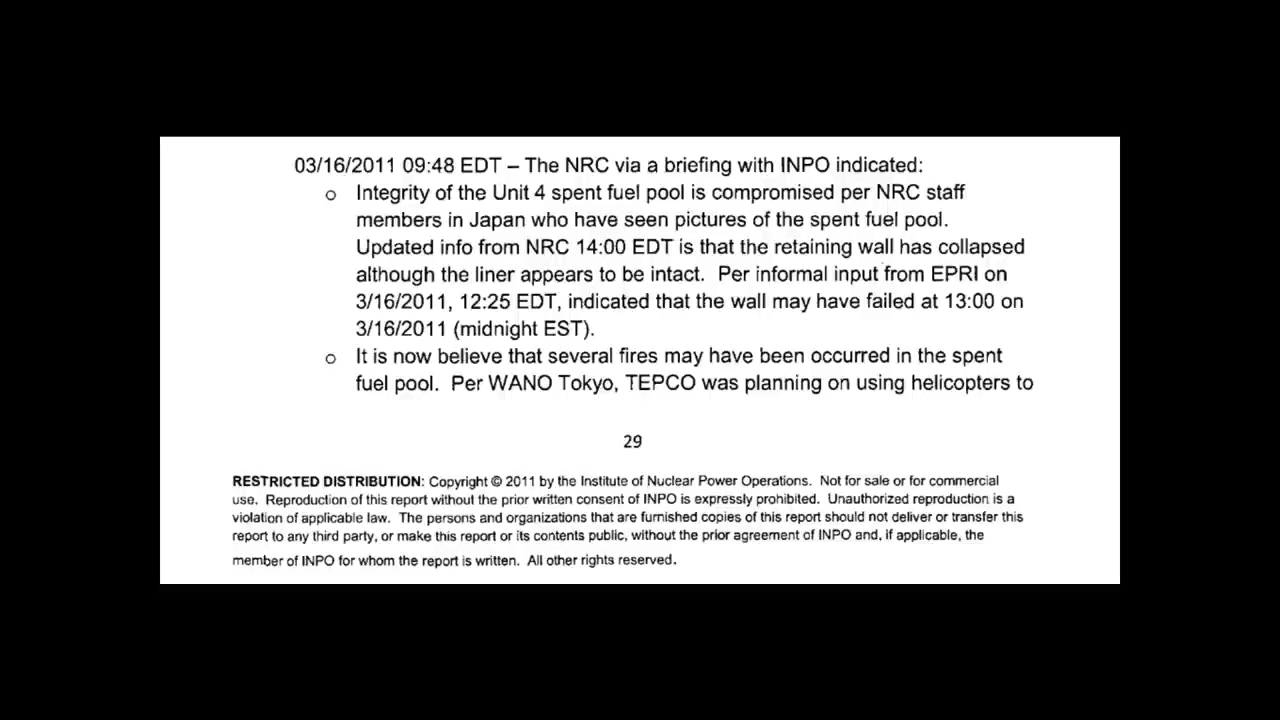 03/16/2011 09:48 EDT – The NRC via a briefing with INPO indicated:
o Integrity of the Unit 4 spent fuel pool is compromised per NRC staff
members in Japan who have seen pictures of the spent fuel pool.
Updated info from NRC 14:00 EDT is that the retaining wall has collapsed
although the liner appears to be intact. Per informal input from EPRI on
3/16/2011, 12:25 EDT, indicated that the wall may have failed at 13:00 on
3/16/2011 (midnight EST).
o It is now believe that several fires may have been occurred in the spent
fuel pool. Per WANO Tokyo, TEPCO was planning on using helicopters to
29
RESTRICTED DISTRIBUTION: Copyright © 2011 by the Institute of Nuclear Power Operations. Not for sale or for commercial
use. Reproduction of this report without the prior written consent of INPO is expressly prohibited. Unauthorized reproduction is a
violation of applicable law. The persons and organizations that are furnished copies of this report should not deliver or transfer this
report to any third party, or make this report or its contents public, without the prior agreement of INPO and, if applicable, the
member of INPO for whom the report is written. All other rights reserved.